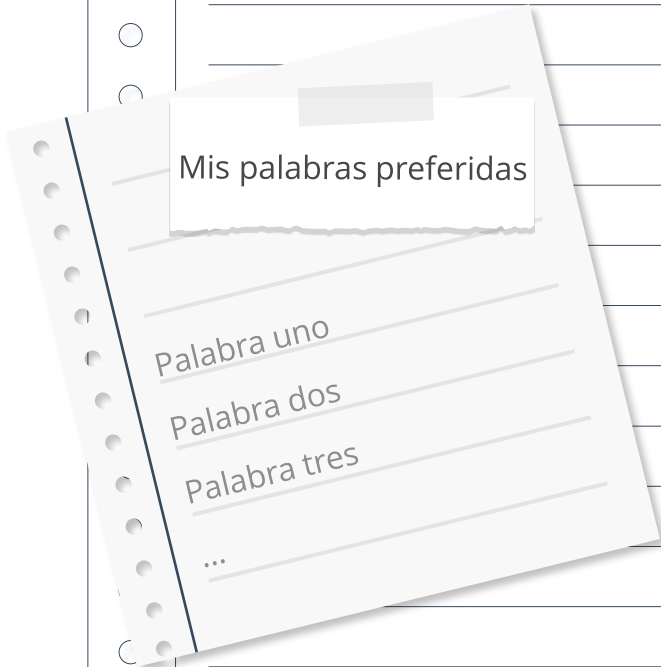 Mis palabras preferidas
Palabra uno
Palabra dos
Palabra tres
...